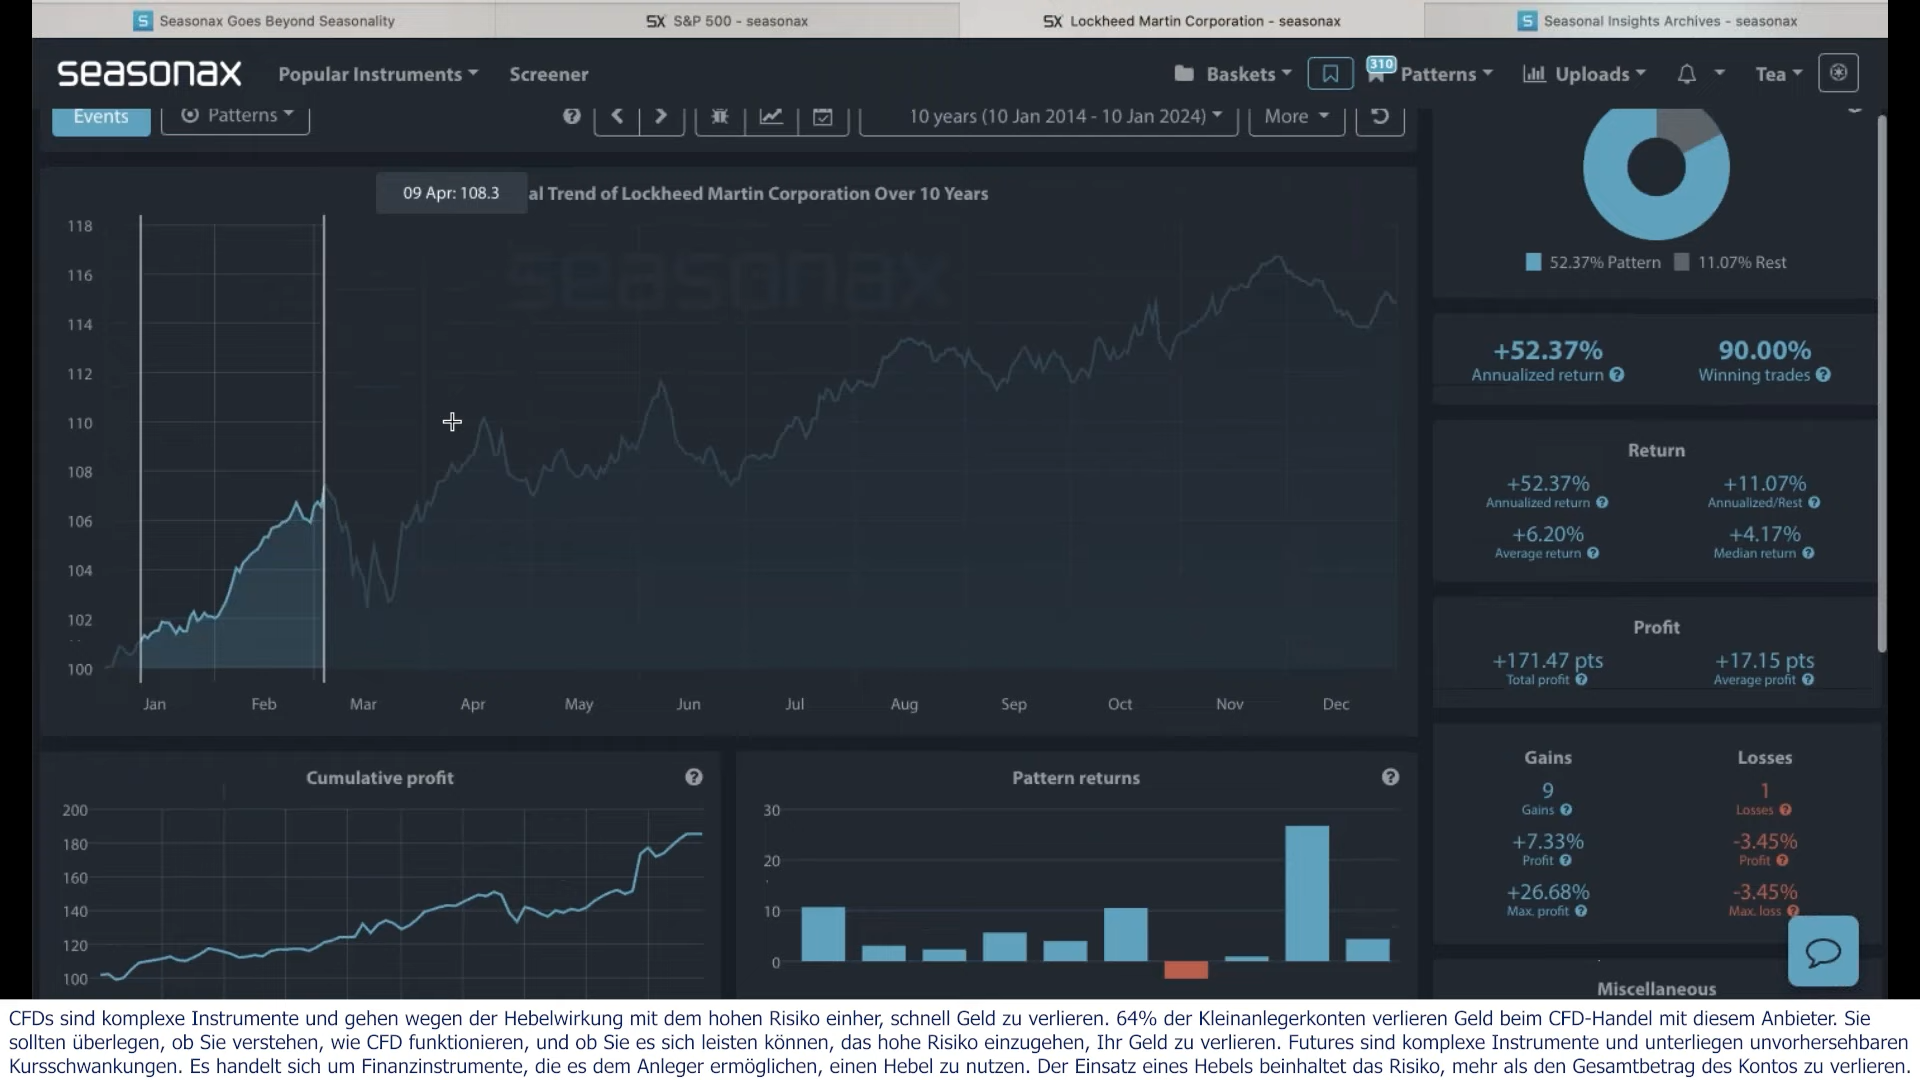 Seasonax Goes Beyond Seasonality
SX S&P 500 - seasonax
SX Lockheed Martin Corporation - seasonax
Seasonal Insights Archives - seasonax
seasonax
Popular Instruments
Screener
Baskets
310
Patterns
Uploads
Tea
Events
Patterns
10 years (10 Jan 2014 - 10 Jan 2024)
More
09 Apr: 108.3
al Trend of Lockheed Martin Corporation Over 10 Years
seasonax
118
116
114
112
110
108
106
104
102
100
Jan Feb Mar Apr May Jun Jul Aug Sep Oct Nov Dec
52.37% Pattern 11.07% Rest
+52.37% 90.00%
Annualized return Winning trades
Return
+52.37% +11.07%
Annualized return Annualized/Rest
+6.20% +4.17%
Average return Median return
Profit
+171.47 pts +17.15 pts
Total profit Average profit
Gains Losses
9 1
Gains Losses
+7.33% -3.45%
Profit Profit
+26.68% -3.45%
Max. profit Max. loss
Miscellaneous
Cumulative profit
200
180
160
140
120
100
Pattern returns
30
20
10
0
CFDs sind komplexe Instrumente und gehen wegen der Hebelwirkung mit dem hohen Risiko einher, schnell Geld zu verlieren. 64% der Kleinanlegerkonten verlieren Geld beim CFD-Handel mit diesem Anbieter. Sie
sollten überlegen, ob Sie verstehen, wie CFD funktionieren, und ob Sie es sich leisten können, das hohe Risiko einzugehen, Ihr Geld zu verlieren. Futures sind komplexe Instrumente und unterliegen unvorhersehbaren
Kursschwankungen. Es handelt sich um Finanzinstrumente, die es dem Anleger ermöglichen, einen Hebel zu nutzen. Der Einsatz eines Hebels beinhaltet das Risiko, mehr als den Gesamtbetrag des Kontos zu verlieren.